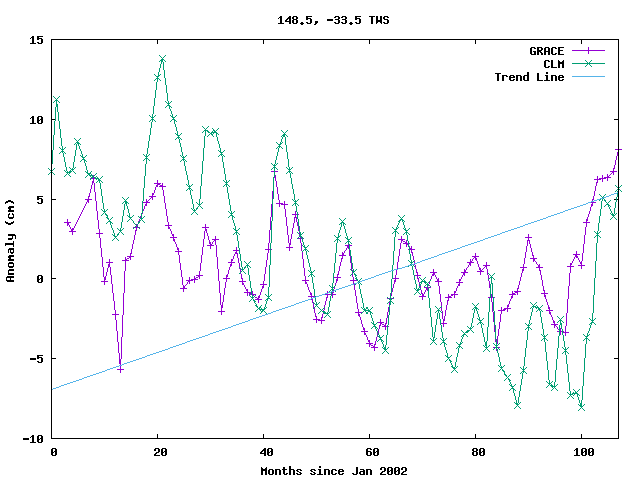 148.5, -33.5 TWS
GRACE
CLM
Trend Line
15
10
5
0
-5
-10
Anomaly (cm)
0 20 40 60 80 100
Months since Jan 2002